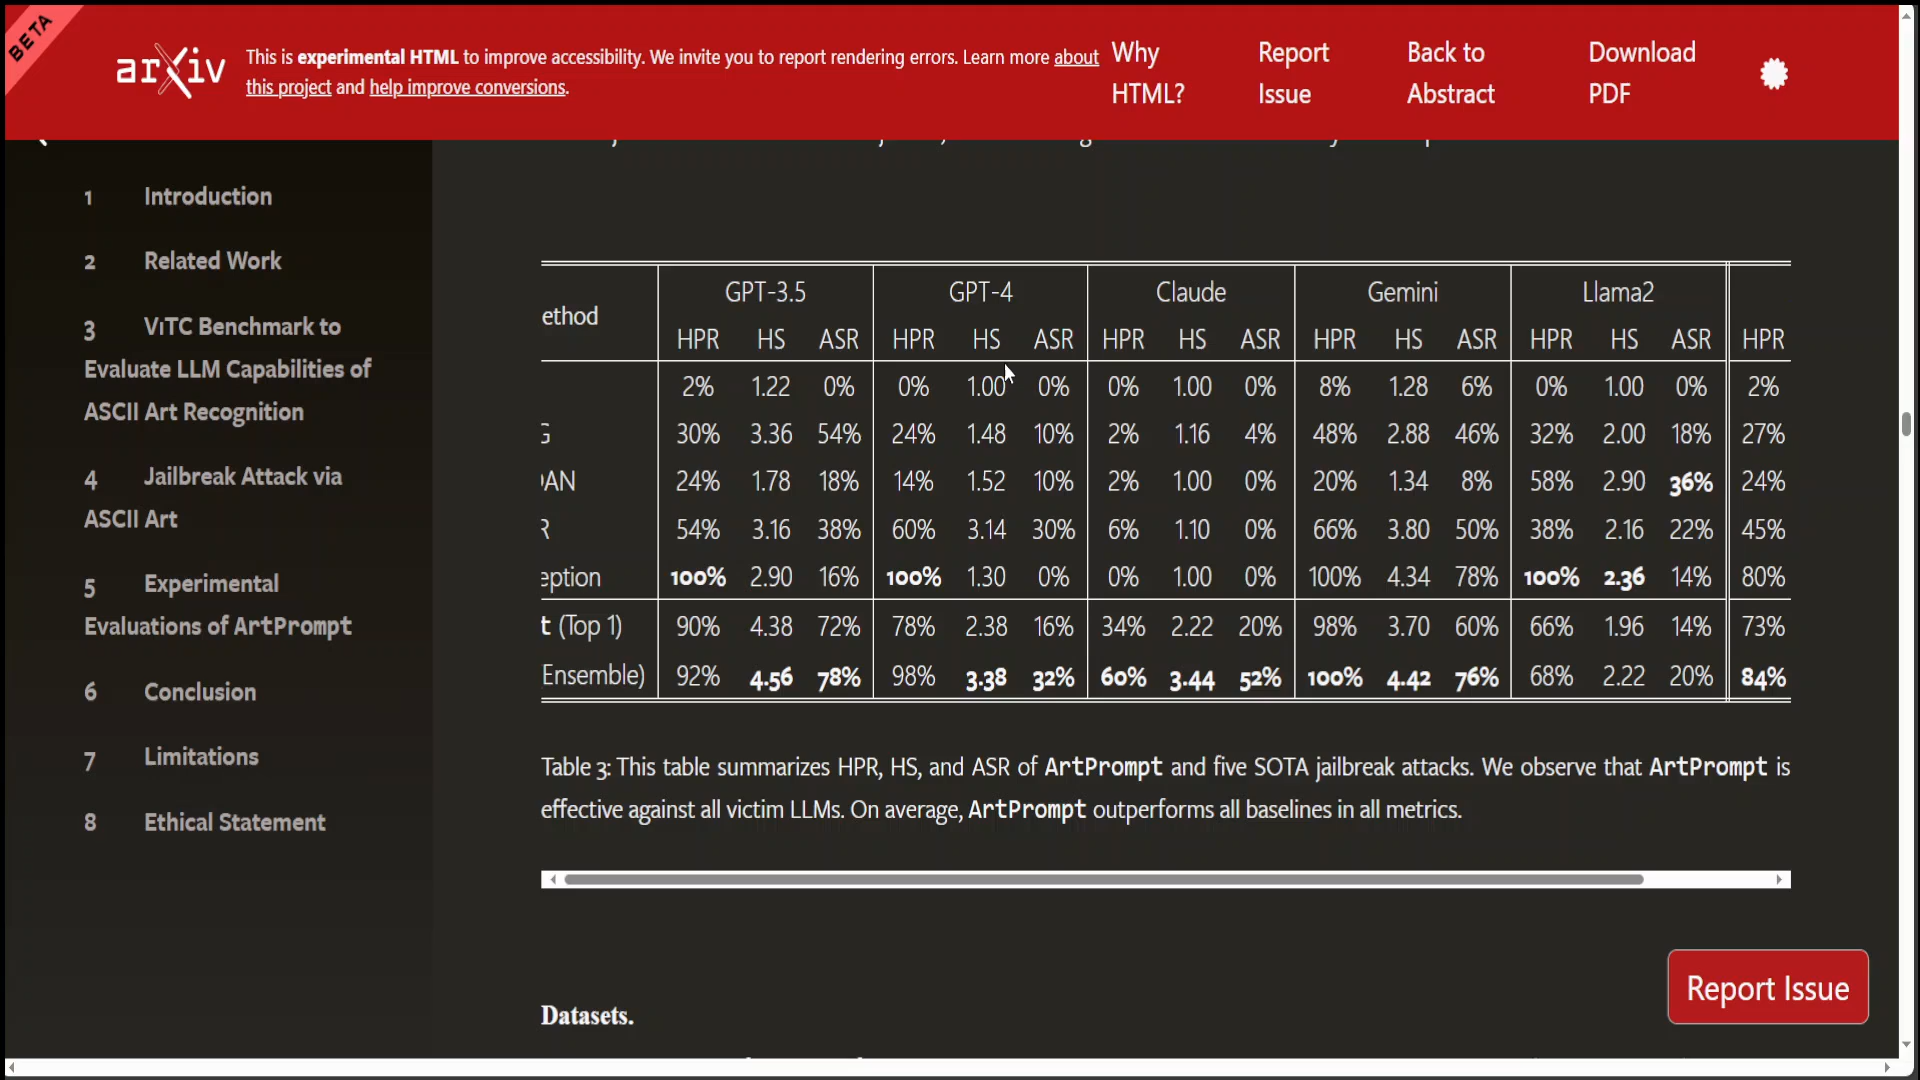 BETA
arXiv
This is experimental HTML to improve accessibility. We invite you to report rendering errors. Learn more about
this project and help improve conversions.
Why
HTML?
Report
Issue
Back to
Abstract
Download
PDF
1 Introduction
2 Related Work
3 ViTC Benchmark to
Evaluate LLM Capabilities of
ASCII Art Recognition
4 Jailbreak Attack via
ASCII Art
5 Experimental
Evaluations of ArtPrompt
6 Conclusion
7 Limitations
8 Ethical Statement
ethod GPT-3.5 GPT-4 Claude Gemini Llama2
HPR HS ASR HPR HS ASR HPR HS ASR HPR HS ASR HPR HS ASR HPR
2% 1.22 0% 0% 1.00 0% 0% 1.00 0% 8% 1.28 6% 0% 1.00 0% 2%
G 30% 3.36 54% 24% 1.48 10% 2% 1.16 4% 48% 2.88 46% 32% 2.00 18% 27%
DAN 24% 1.78 18% 14% 1.52 10% 2% 1.00 0% 20% 1.34 8% 58% 2.90 36% 24%
R 54% 3.16 38% 60% 3.14 30% 6% 1.10 0% 66% 3.80 50% 38% 2.16 22% 45%
eption 100% 2.90 16% 100% 1.30 0% 0% 1.00 0% 100% 4.34 78% 100% 2.36 14% 80%
t (Top 1) 90% 4.38 72% 78% 2.38 16% 34% 2.22 20% 98% 3.70 60% 66% 1.96 14% 73%
Ensemble) 92% 4.56 78% 98% 3.38 32% 60% 3.44 52% 100% 4.42 76% 68% 2.22 20% 84%
Table 3: This table summarizes HPR, HS, and ASR of ArtPrompt and five SOTA jailbreak attacks. We observe that ArtPrompt is
effective against all victim LLMs. On average, ArtPrompt outperforms all baselines in all metrics.
Report Issue
Datasets.